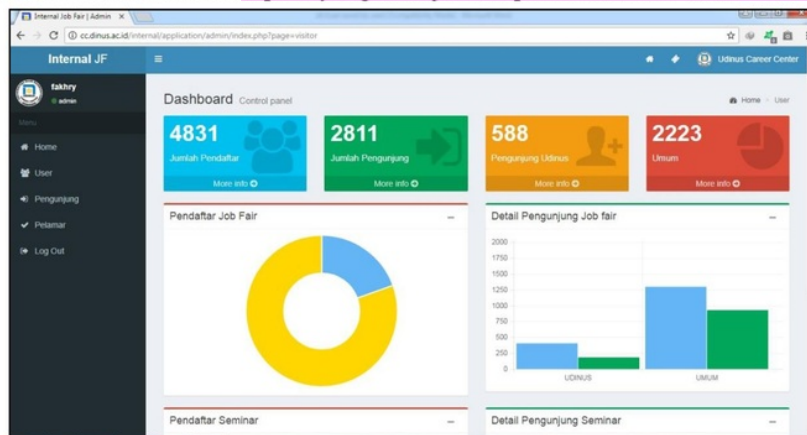 Internal Job Fair | Admin
cc.dinus.ac.id/internal/application/admin/index.php?page=visitor
Internal JF
Udinus Career Center
fakhry
admin
Menu
Home
User
Pengunjung
Pelamar
Log Out
Dashboard Control panel
Home
User
4831
Jumlah Pendaftar
More info
2811
Jumlah Pengunjung
More info
588
Pengunjung Udinus
More info
2223
Umum
More info
Pendaftar Job Fair
Detail Pengunjung Job fair
2000
1750
1500
1250
1000
750
500
250
0
UDINUS
UMUM
Pendaftar Seminar
Detail Pengunjung Seminar